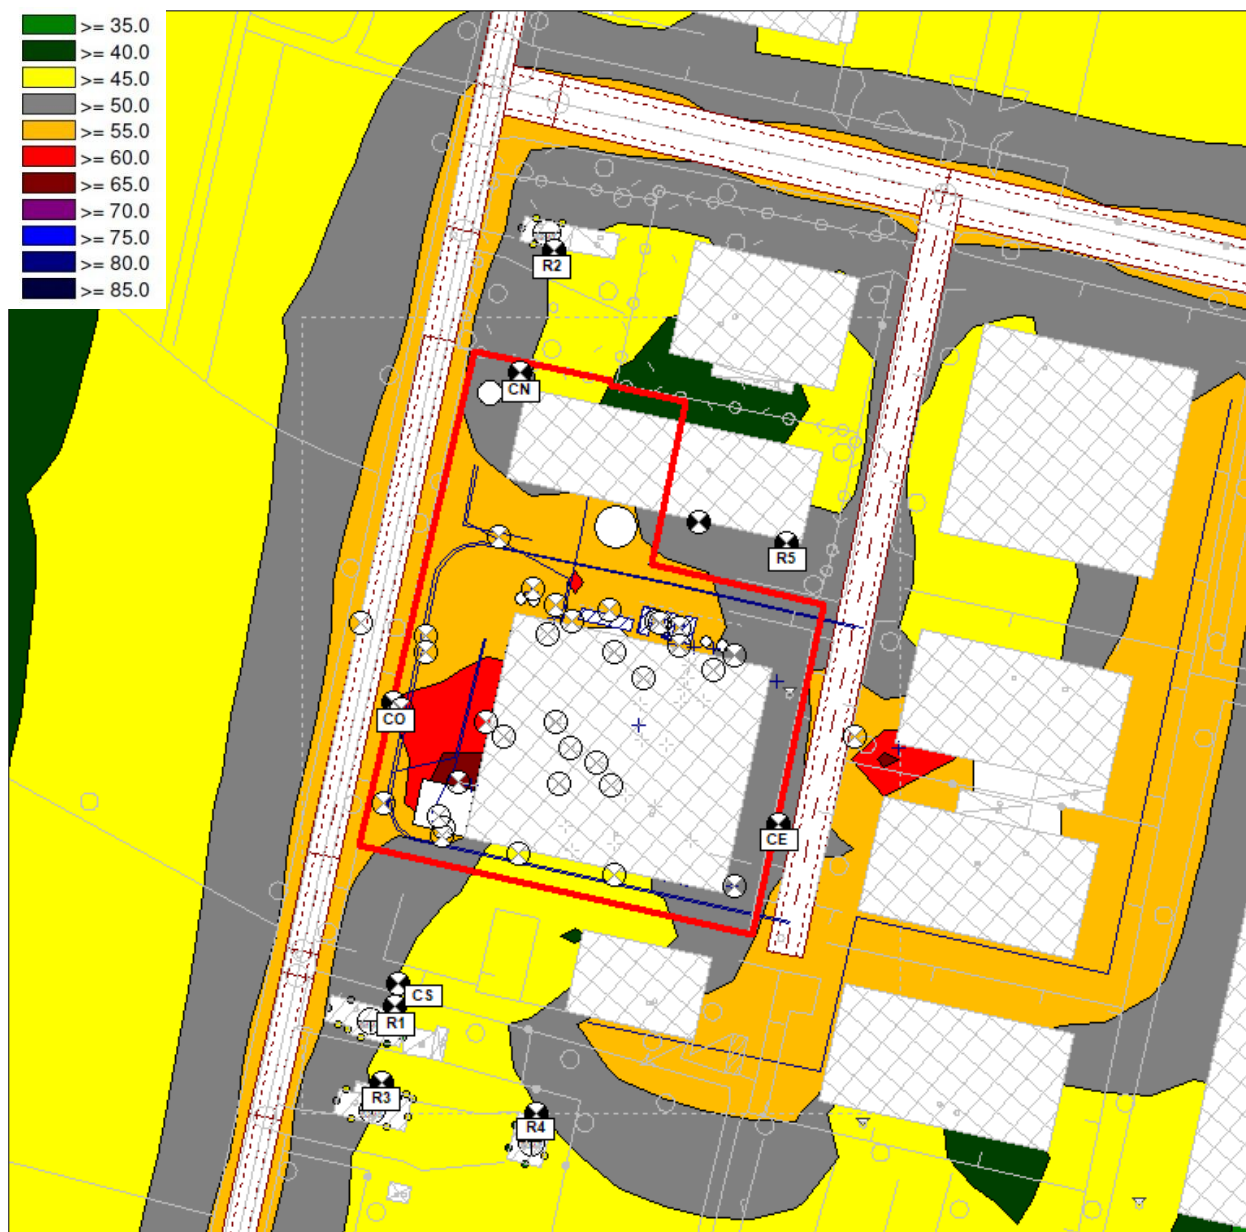 >= 35.0
>= 40.0
>= 45.0
>= 50.0
>= 55.0
>= 60.0
>= 65.0
>= 70.0
>= 75.0
>= 80.0
>= 85.0
R2
CN
R5
CO
CE
CS
R1
R3
R4